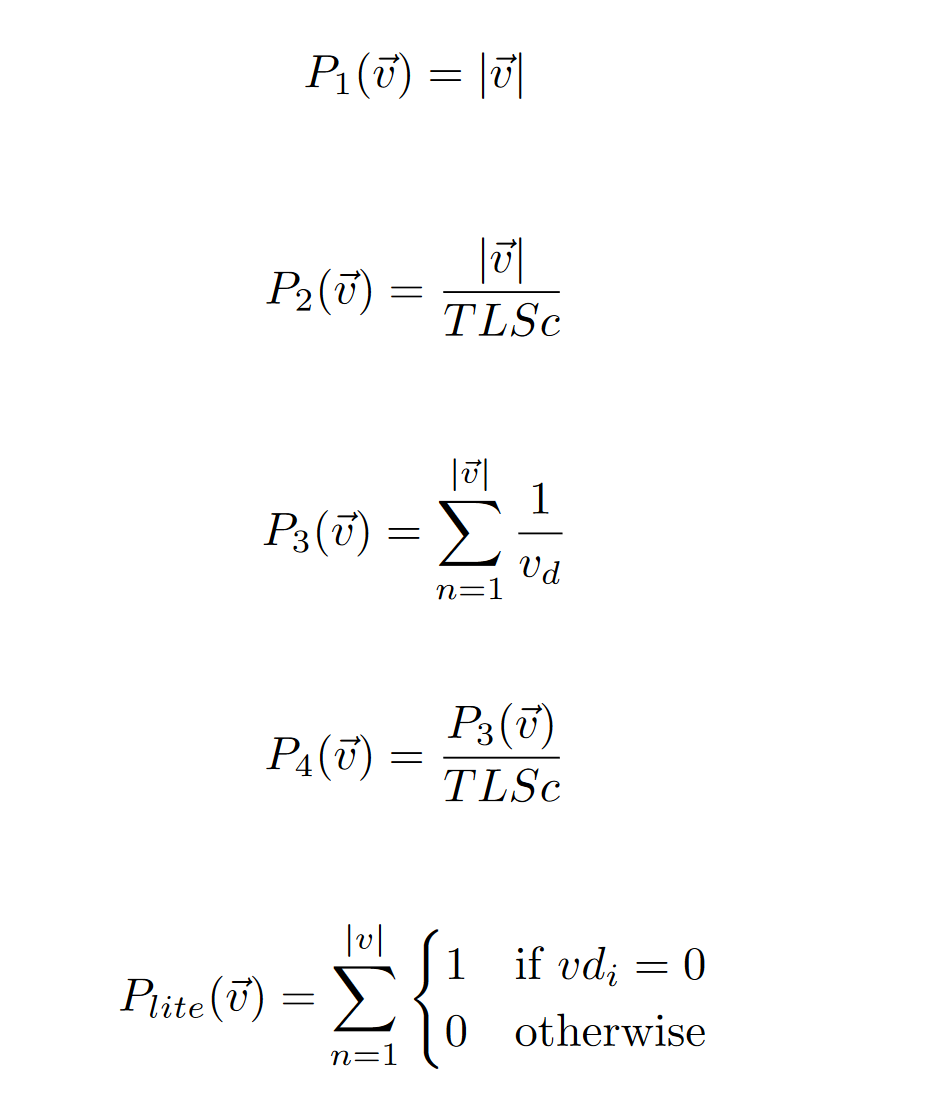 $P_1(\vec{v}) = |\vec{v}|$
$P_2(\vec{v}) = \frac{|\vec{v}|}{TLSc}$
$P_3(\vec{v}) = \sum_{n=1}^{|\vec{v}|} \frac{1}{v_d}$
$P_4(\vec{v}) = \frac{P_3(\vec{v})}{TLSc}$
$P_{lite}(\vec{v}) = \sum_{n=1}^{|v|} \begin{cases} 1 & \text{if } vd_i = 0 \\ 0 & \text{otherwise} \end{cases}$